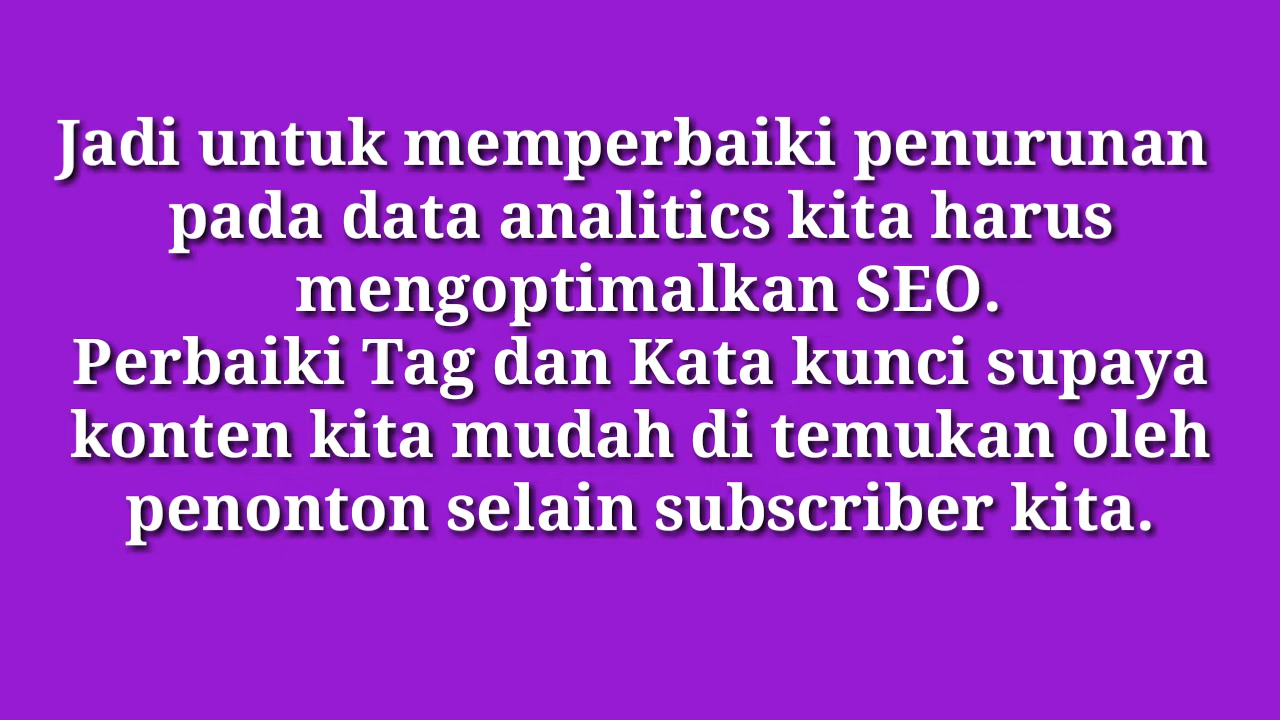 Jadi untuk memperbaiki penurunan
pada data analitics kita harus
mengoptimalkan SEO.
Perbaiki Tag dan Kata kunci supaya
konten kita mudah di temukan oleh
penonton selain subscriber kita.